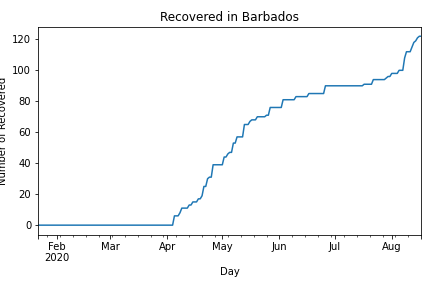 Recovered in Barbados
Number of Recovered
120
100
80
60
40
20
0
Feb
2020
Mar
Apr
May
Jun
Jul
Aug
Day